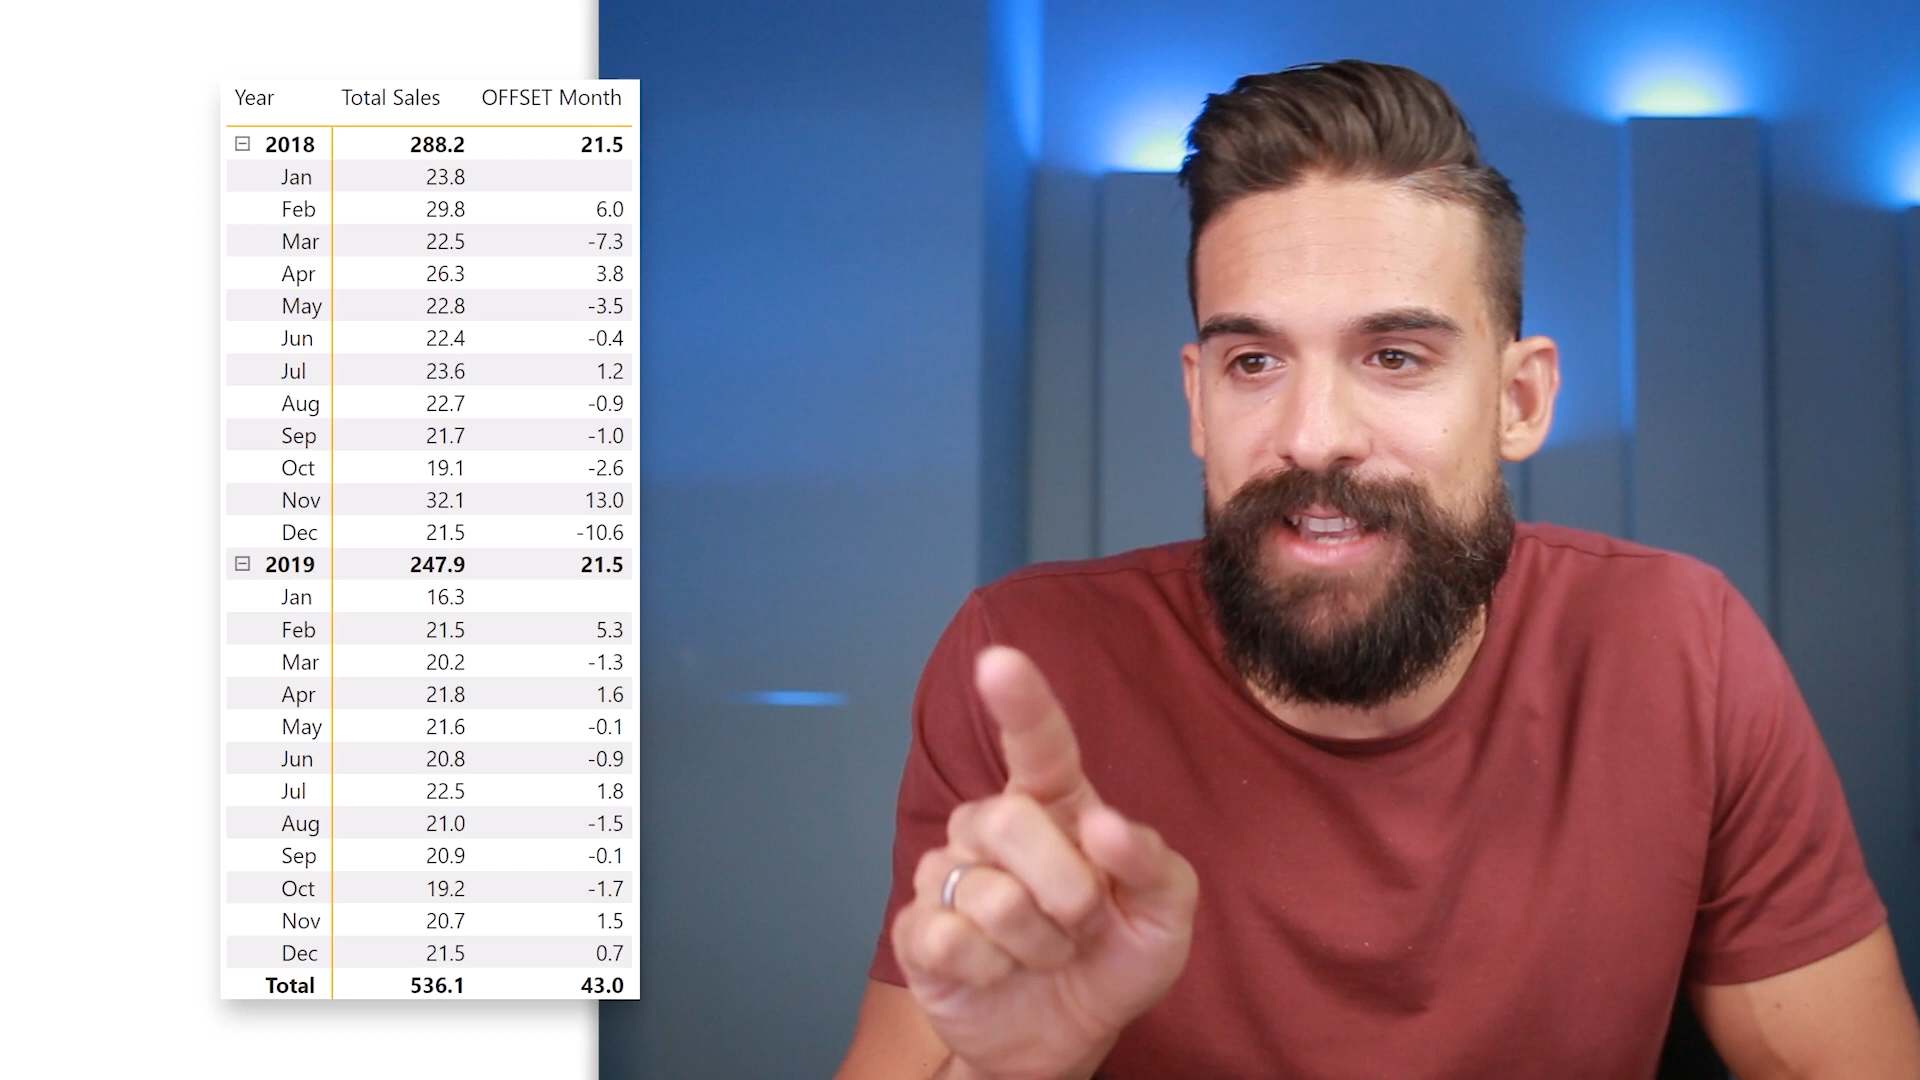 Year Total Sales OFFSET Month
2018 288.2 21.5
Jan 23.8
Feb 29.8 6.0
Mar 22.5 -7.3
Apr 26.3 3.8
May 22.8 -3.5
Jun 22.4 -0.4
Jul 23.6 1.2
Aug 22.7 -0.9
Sep 21.7 -1.0
Oct 19.1 -2.6
Nov 32.1 13.0
Dec 21.5 -10.6
2019 247.9 21.5
Jan 16.3
Feb 21.5 5.3
Mar 20.2 -1.3
Apr 21.8 1.6
May 21.6 -0.1
Jun 20.8 -0.9
Jul 22.5 1.8
Aug 21.0 -1.5
Sep 20.9 -0.1
Oct 19.2 -1.7
Nov 20.7 1.5
Dec 21.5 0.7
Total 536.1 43.0